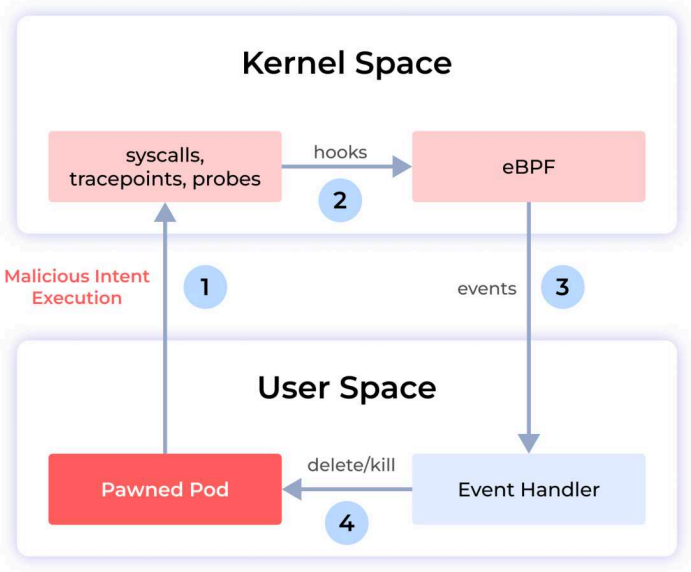 Kernel Space
syscalls,
tracepoints, probes
hooks
2
eBPF
Malicious Intent
Execution
1
events
3
User Space
Pawned Pod
delete/kill
4
Event Handler